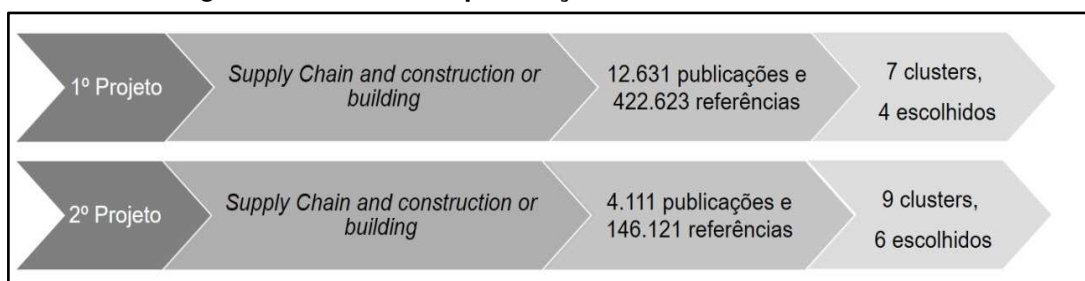 1º Projeto
Supply Chain and construction or
building
12.631 publicações e
422.623 referências
7 clusters,
4 escolhidos
2º Projeto
Supply Chain and construction or
building
4.111 publicações e
146.121 referências
9 clusters,
6 escolhidos